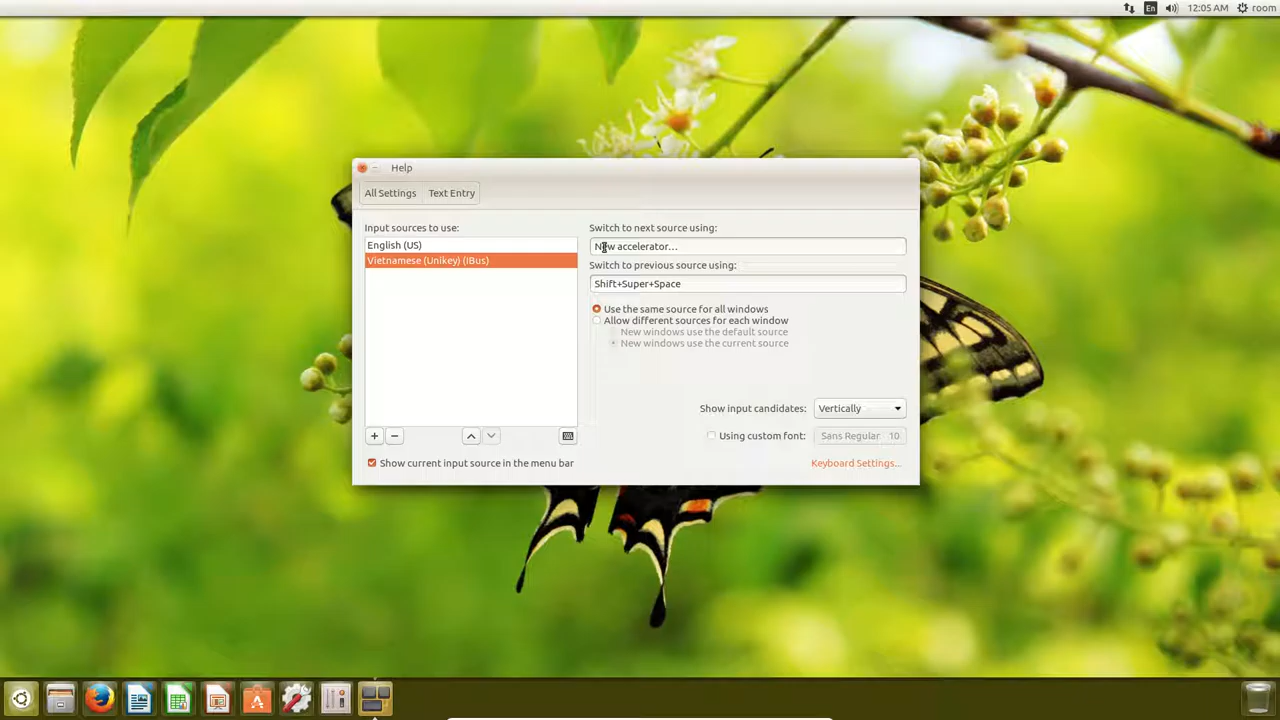 En 12:05 AM room
Help
All Settings Text Entry
Input sources to use:
English (US)
Vietnamese (Unikey) (IBus)
Show current input source in the menu bar
Switch to next source using:
New accelerator...
Switch to previous source using:
Shift+Super+Space
Use the same source for all windows
Allow different sources for each window
New windows use the default source
New windows use the current source
Show input candidates: Vertically
Using custom font: Sans Regular 10
Keyboard Settings...